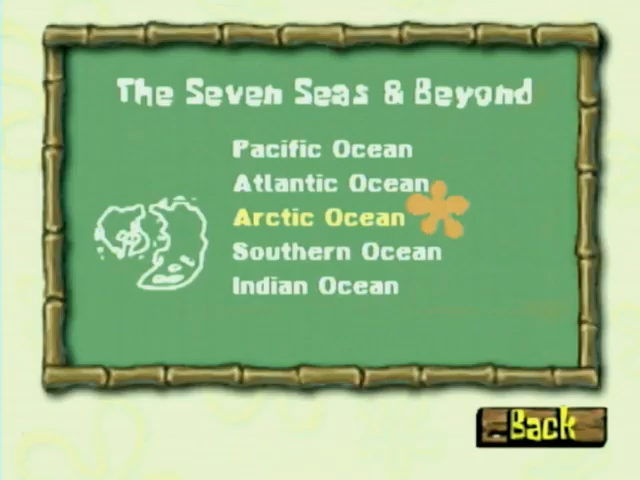 The Seven Seas & Beyond
Pacific Ocean
Atlantic Ocean
Arctic Ocean
Southern Ocean
Indian Ocean
Back